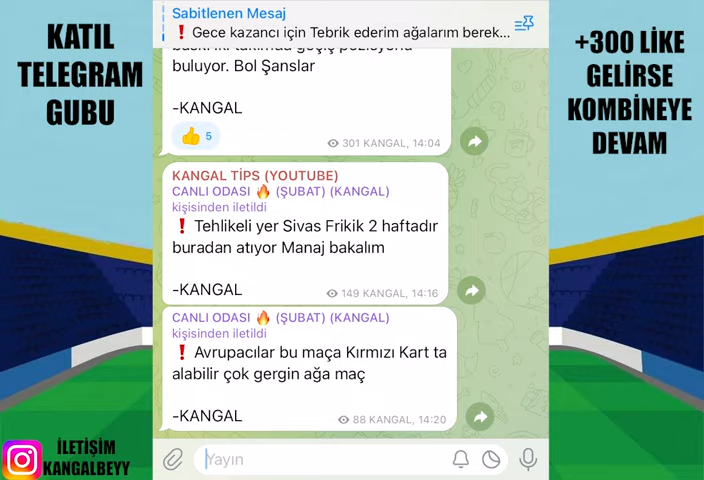 KATIL
TELEGRAM
GUBU
Sabitlenen Mesaj
❗ Gece kazancı için Tebrik ederim ağalarım berek...
buluyor. Bol Şanslar
-KANGAL
👍 5
301 KANGAL, 14:04
KANGAL TİPS (YOUTUBE)
CANLI ODASI 🔥 (ŞUBAT) (KANGAL)
kişisinden iletildi
❗ Tehlikeli yer Sivas Frikik 2 haftadır
buradan atıyor Manaj bakalım
-KANGAL
149 KANGAL, 14:16
CANLI ODASI 🔥 (ŞUBAT) (KANGAL)
kişisinden iletildi
❗ Avrupacılar bu maça Kırmızı Kart ta
alabilir çok gergin ağa maç
-KANGAL
88 KANGAL, 14:20
Yayın
+300 LİKE
GELİRSE
KOMBİNEYE
DEVAM
İLETİŞİM
KANGALBEYY